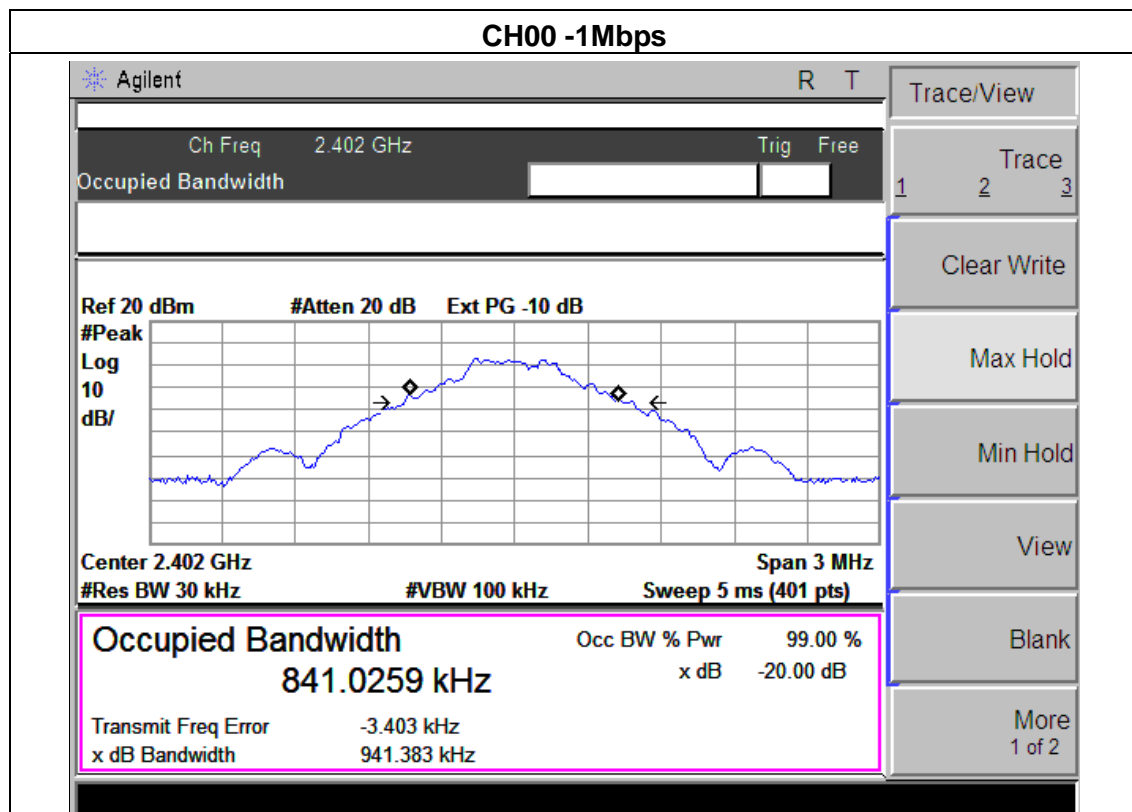 CH00 -1Mbps
Agilent R T
Trace/View
Ch Freq 2.402 GHz Trig Free
Occupied Bandwidth
Trace
1 2 3
Clear Write
Max Hold
Min Hold
View
Blank
More
1 of 2
Ref 20 dBm #Atten 20 dB Ext PG -10 dB
#Peak
Log
10
dB/
Center 2.402 GHz Span 3 MHz
#Res BW 30 kHz #VBW 100 kHz Sweep 5 ms (401 pts)
Occupied Bandwidth Occ BW % Pwr 99.00 %
841.0259 kHz x dB -20.00 dB
Transmit Freq Error -3.403 kHz
x dB Bandwidth 941.383 kHz